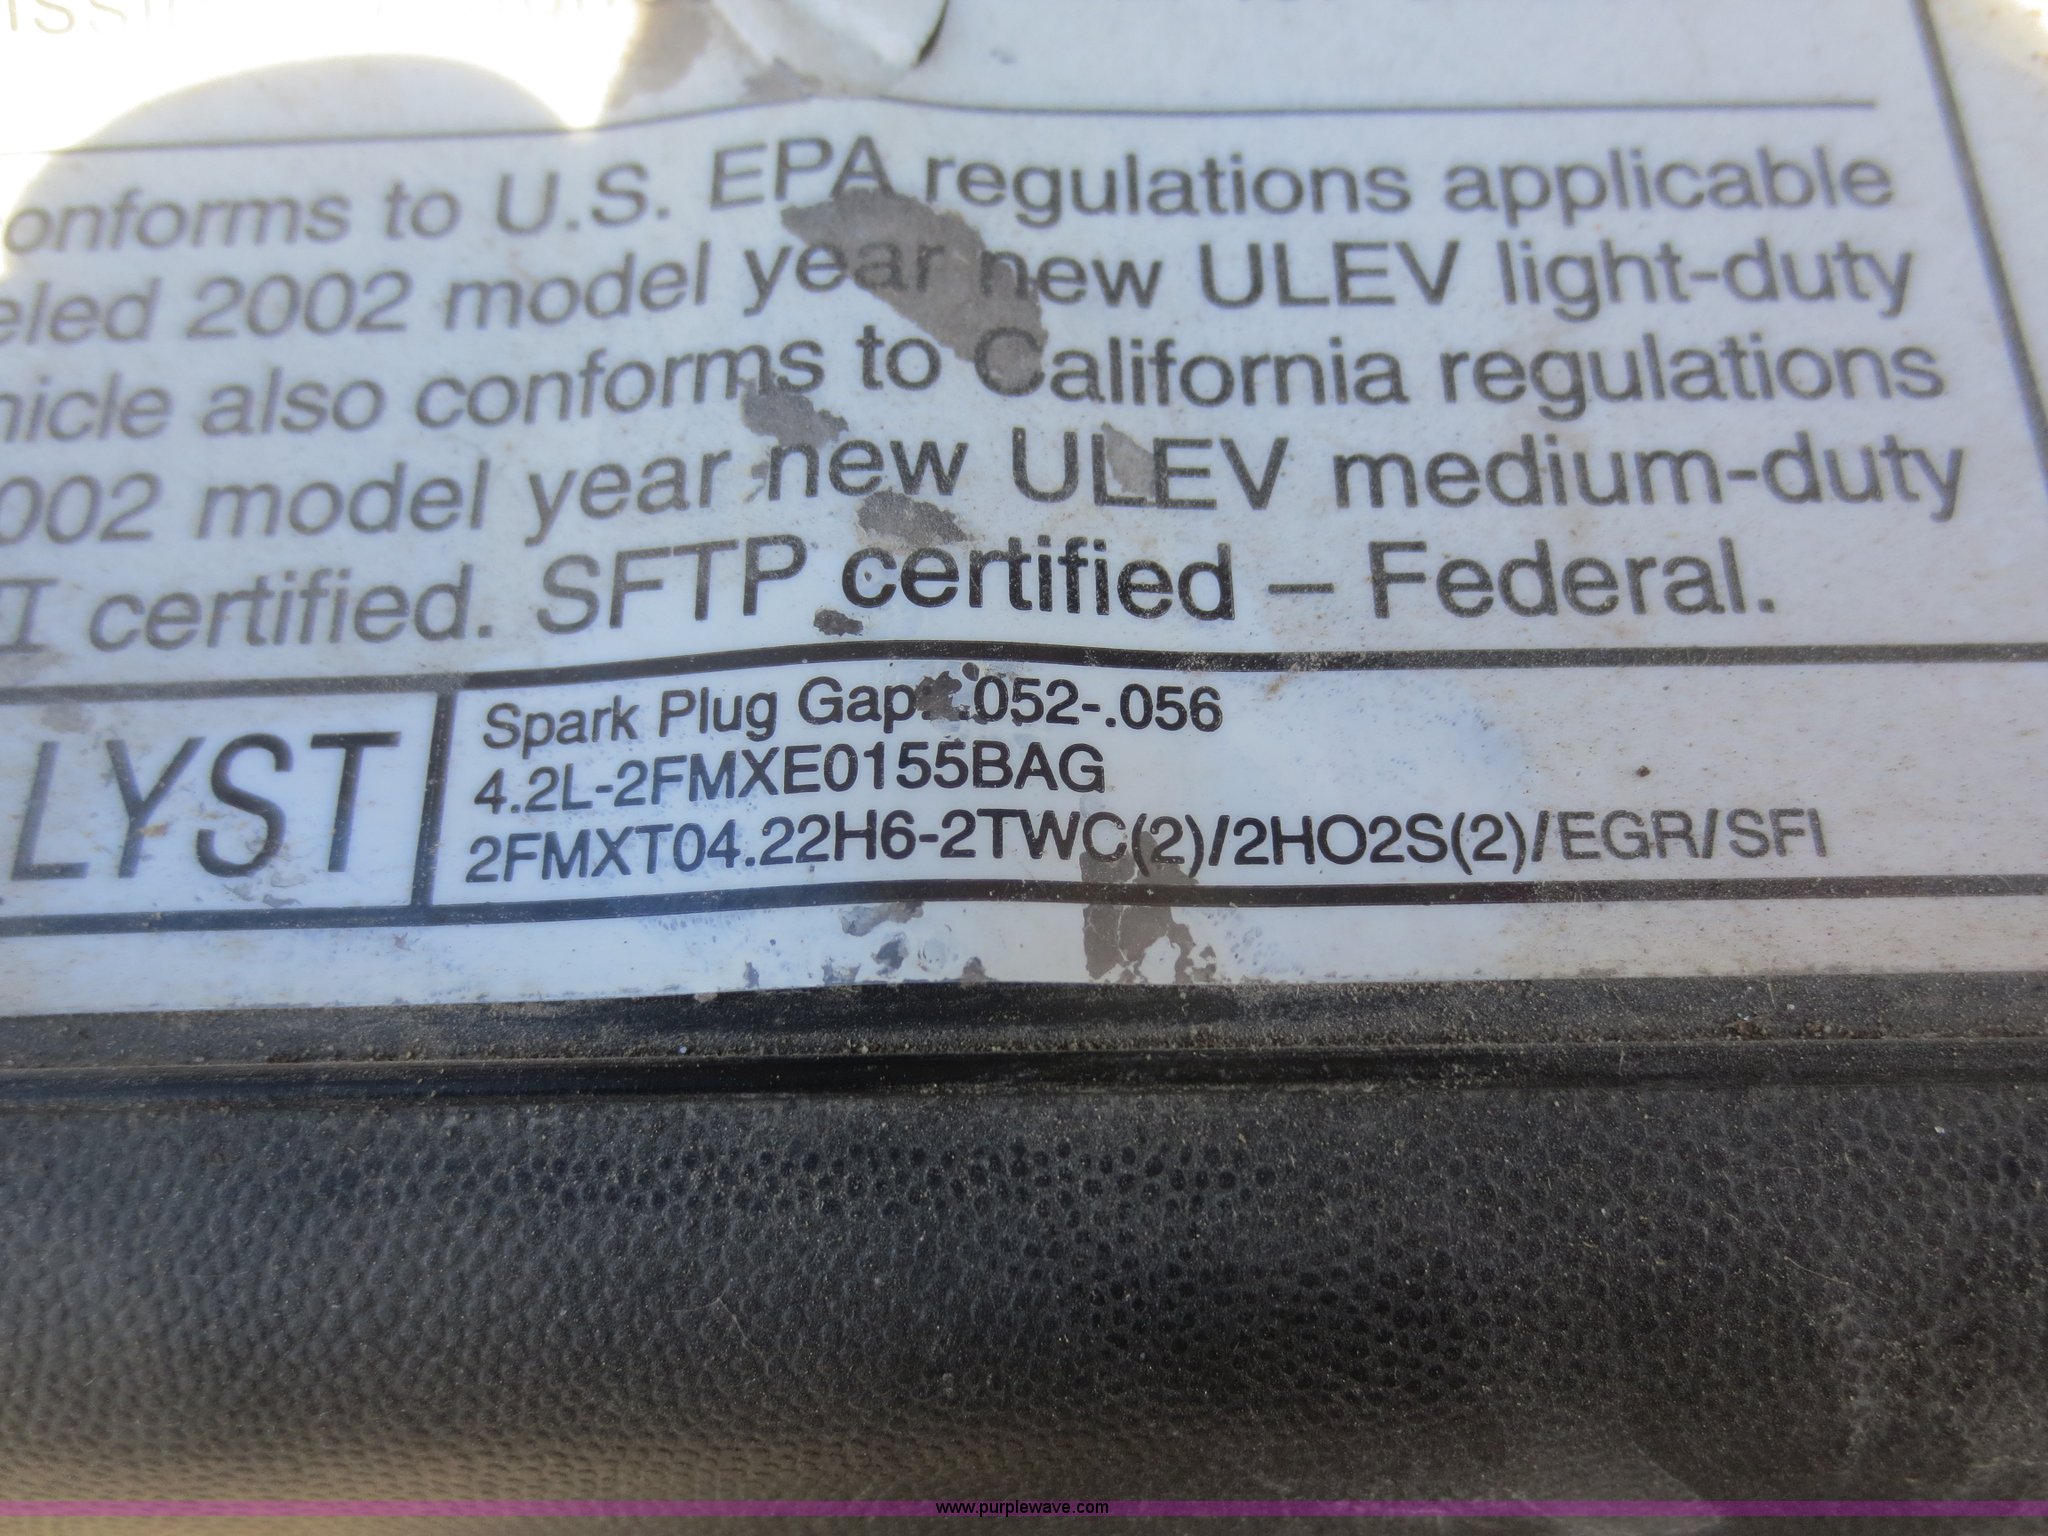 onforms to U.S. EPA regulations applicable
eled 2002 model year new ULEV light-duty
hicle also conforms to California regulations
002 model year new ULEV medium-duty
II certified. SFTP certified – Federal.
LYST
Spark Plug Gap: .052-.056
4.2L-2FMXE0155BAG
2FMXT04.22H6-2TWC(2)/2HO2S(2)/EGR/SFI
www.purplewave.com